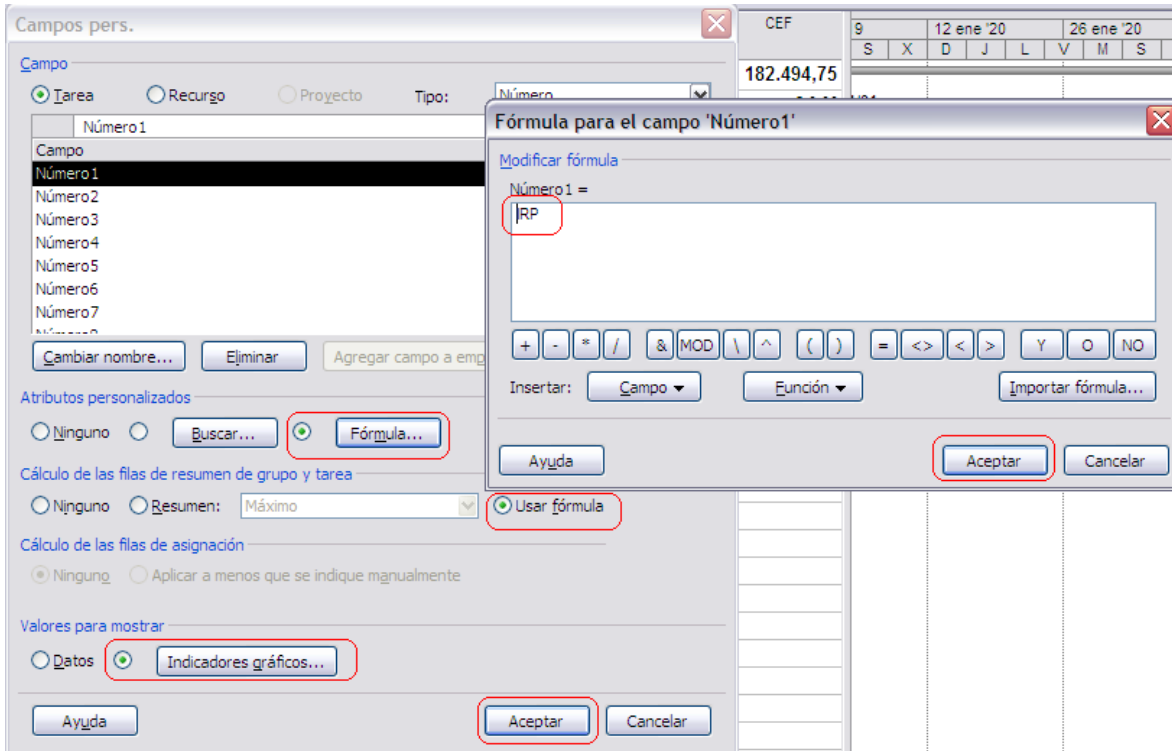 Campos pers.
Campo
Tarea Recurso Proyecto Tipo: Número
Número1
Campo
Número1
Número2
Número3
Número4
Número5
Número6
Número7
Cambiar nombre... Eliminar Agregar campo a emp
Atributos personalizados
Ninguno Buscar... Fórmula...
Cálculo de las filas de resumen de grupo y tarea
Ninguno Resumen: Máximo Usar fórmula
Cálculo de las filas de asignación
Ninguno Aplicar a menos que se indique manualmente
Valores para mostrar
Datos Indicadores gráficos...
Ayuda Aceptar Cancelar
CEF
9 12 ene '20 26 ene '20
S X D J L V M S
182.494,75
Fórmula para el campo 'Número1'
Modificar fórmula
Número1 =
IRP
+ - * / & MOD \ ^ ( ) = <> < > Y O NO
Insertar: Campo Función Importar fórmula...
Ayuda Aceptar Cancelar